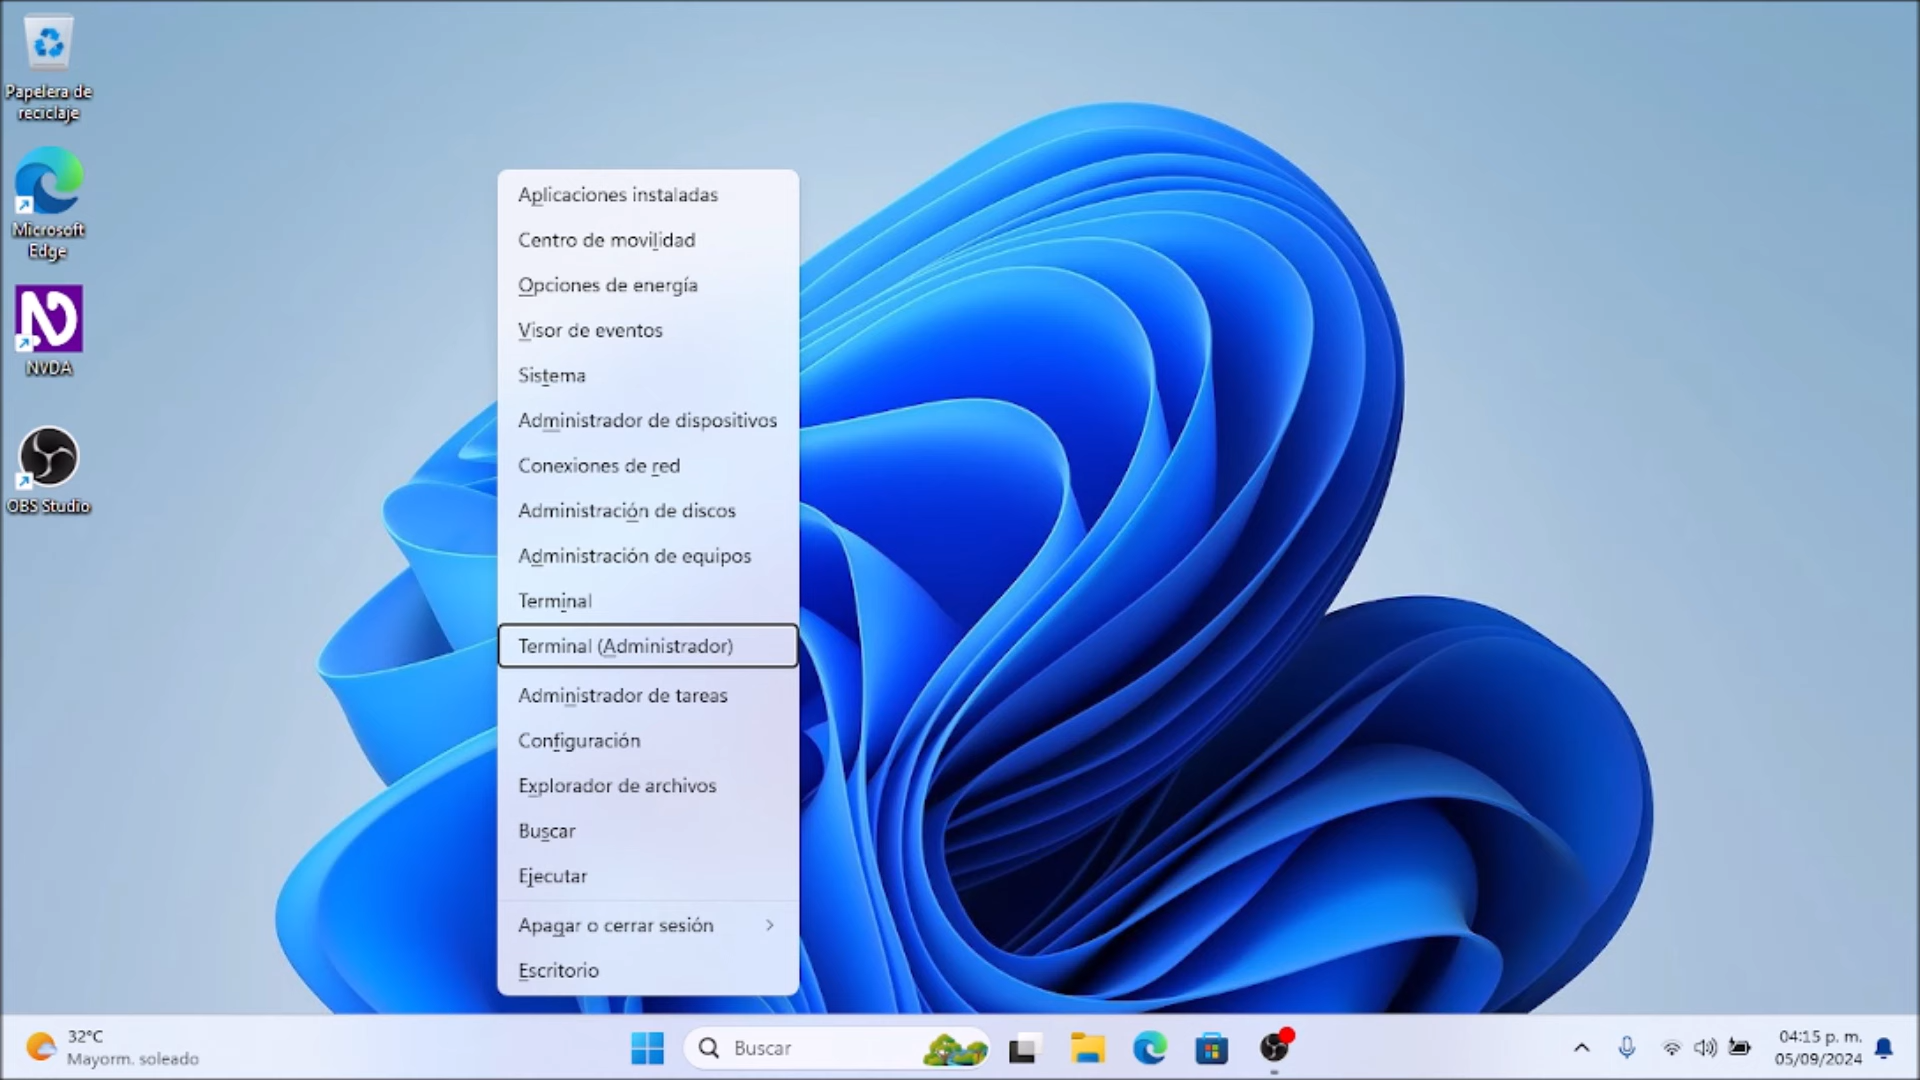 Papelera de
reciclaje
Microsoft
Edge
NVDA
OBS Studio
Aplicaciones instaladas
Centro de movilidad
Opciones de energía
Visor de eventos
Sistema
Administrador de dispositivos
Conexiones de red
Administración de discos
Administración de equipos
Terminal
Terminal (Administrador)
Administrador de tareas
Configuración
Explorador de archivos
Buscar
Ejecutar
Apagar o cerrar sesión
Escritorio
32°C
Mayorm. soleado
Buscar
04:15 p. m.
05/09/2024